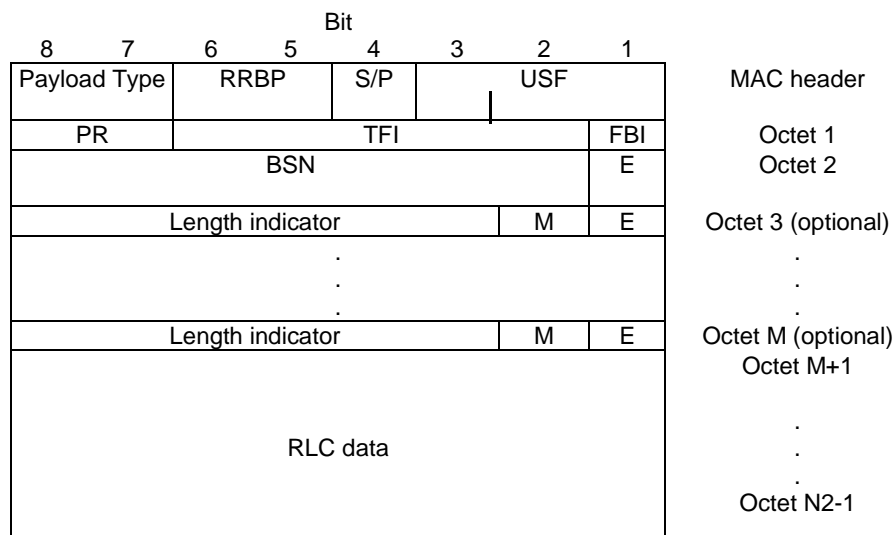 Bit
8 7 6 5 4 3 2 1
Payload Type RRBP S/P USF MAC header
PR TFI FBI Octet 1
BSN E Octet 2
Length indicator M E Octet 3 (optional)
. .
. .
. .
Length indicator M E Octet M (optional)
Octet M+1
.
RLC data .
.
Octet N2-1